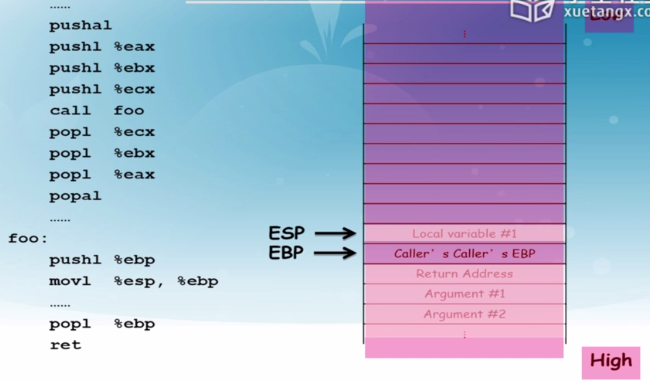 xuetangx.com
......
pushal
pushl %eax
pushl %ebx
pushl %ecx
call foo
popl %ecx
popl %ebx
popl %eax
popal
......
foo:
pushl %ebp
movl %esp, %ebp
......
popl %ebp
ret
ESP
EBP
Local variable #1
Caller's Caller's EBP
Return Address
Argument #1
Argument #2
High